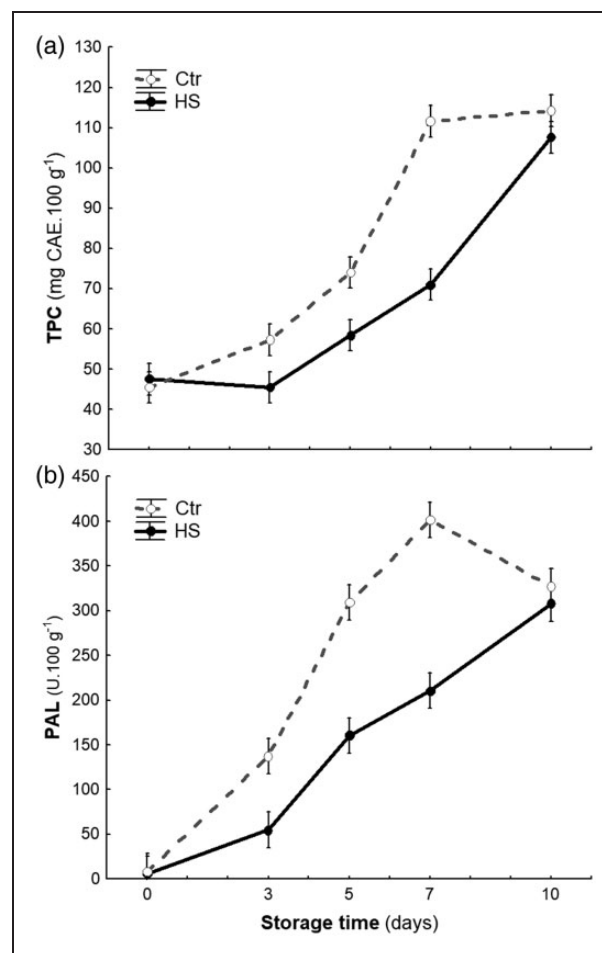 (a)
130
120
110
100
90
80
70
60
50
40
30
TPC (mg CAE.100 g⁻¹)
Ctr
HS
(b)
450
400
350
300
250
200
150
100
50
0
PAL (U.100 g⁻¹)
Ctr
HS
0 3 5 7 10
Storage time (days)